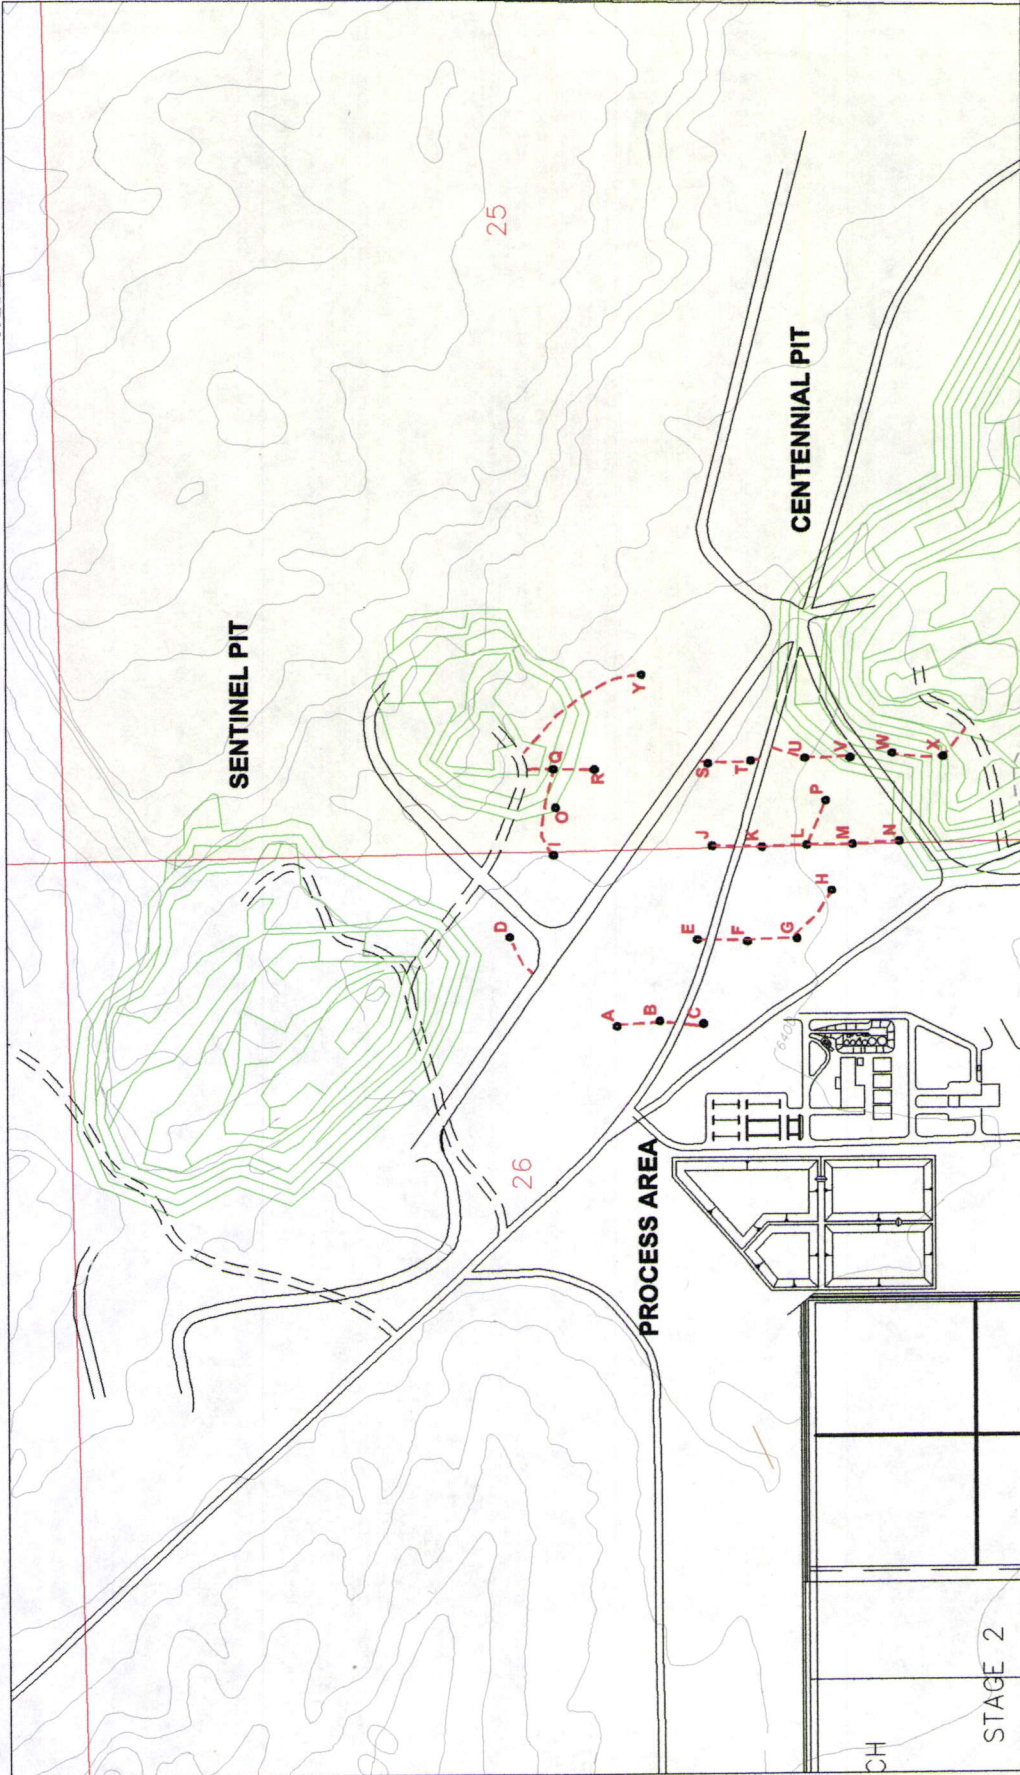 25
SENTINEL PIT
CENTENNIAL PIT
Y
Q
R
O
I
S
T
U
V
W
X
P
J
K
L
M
N
H
D
E
F
G
A
B
C
6400
26
PROCESS AREA
STAGE 2
CH